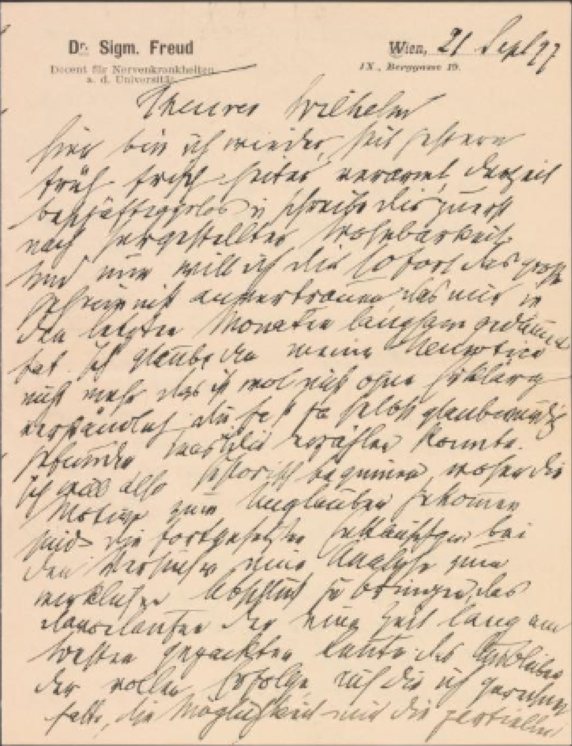 Dr. Sigm. Freud
Docent für Nervenkrankheiten
a. d. Universität.
Wien, 21 Sept 97
IX., Berggasse 19.
Theurer Wilhelm
hier bin ich wieder, seit gestern
früh, frisch, heiter, verarmt, derzeit
beschäftigungslos u schreibe dir zuerst
nach hergestellter Wohnbarkeit
Und nun will ich dir sofort das große
Geheimnis anvertrauen das mir in
den letzten Monaten langsam gedämmert
hat. Ich glaube an meine Neurotica
nicht mehr. das ist wol nicht ohne Erklärung
verständlich du hast ja selbst glaubwürdig
gefunden was ich dir erzählen konnte.
Ich will also historisch beginnen, woher die
Motive zum Unglauben gekommen
sind. die fortgesetzten Enttäuschungen bei
den Versuchen eine Analyse zum
wirklichen Abschluß zu bringen, das
davonlaufen der eine Zeit lang am
besten gepackten Leute, das Ausbleiben
der vollen Erfolge, auf die ich gerechnet
hatte, die Möglichkeit mir die partiellen